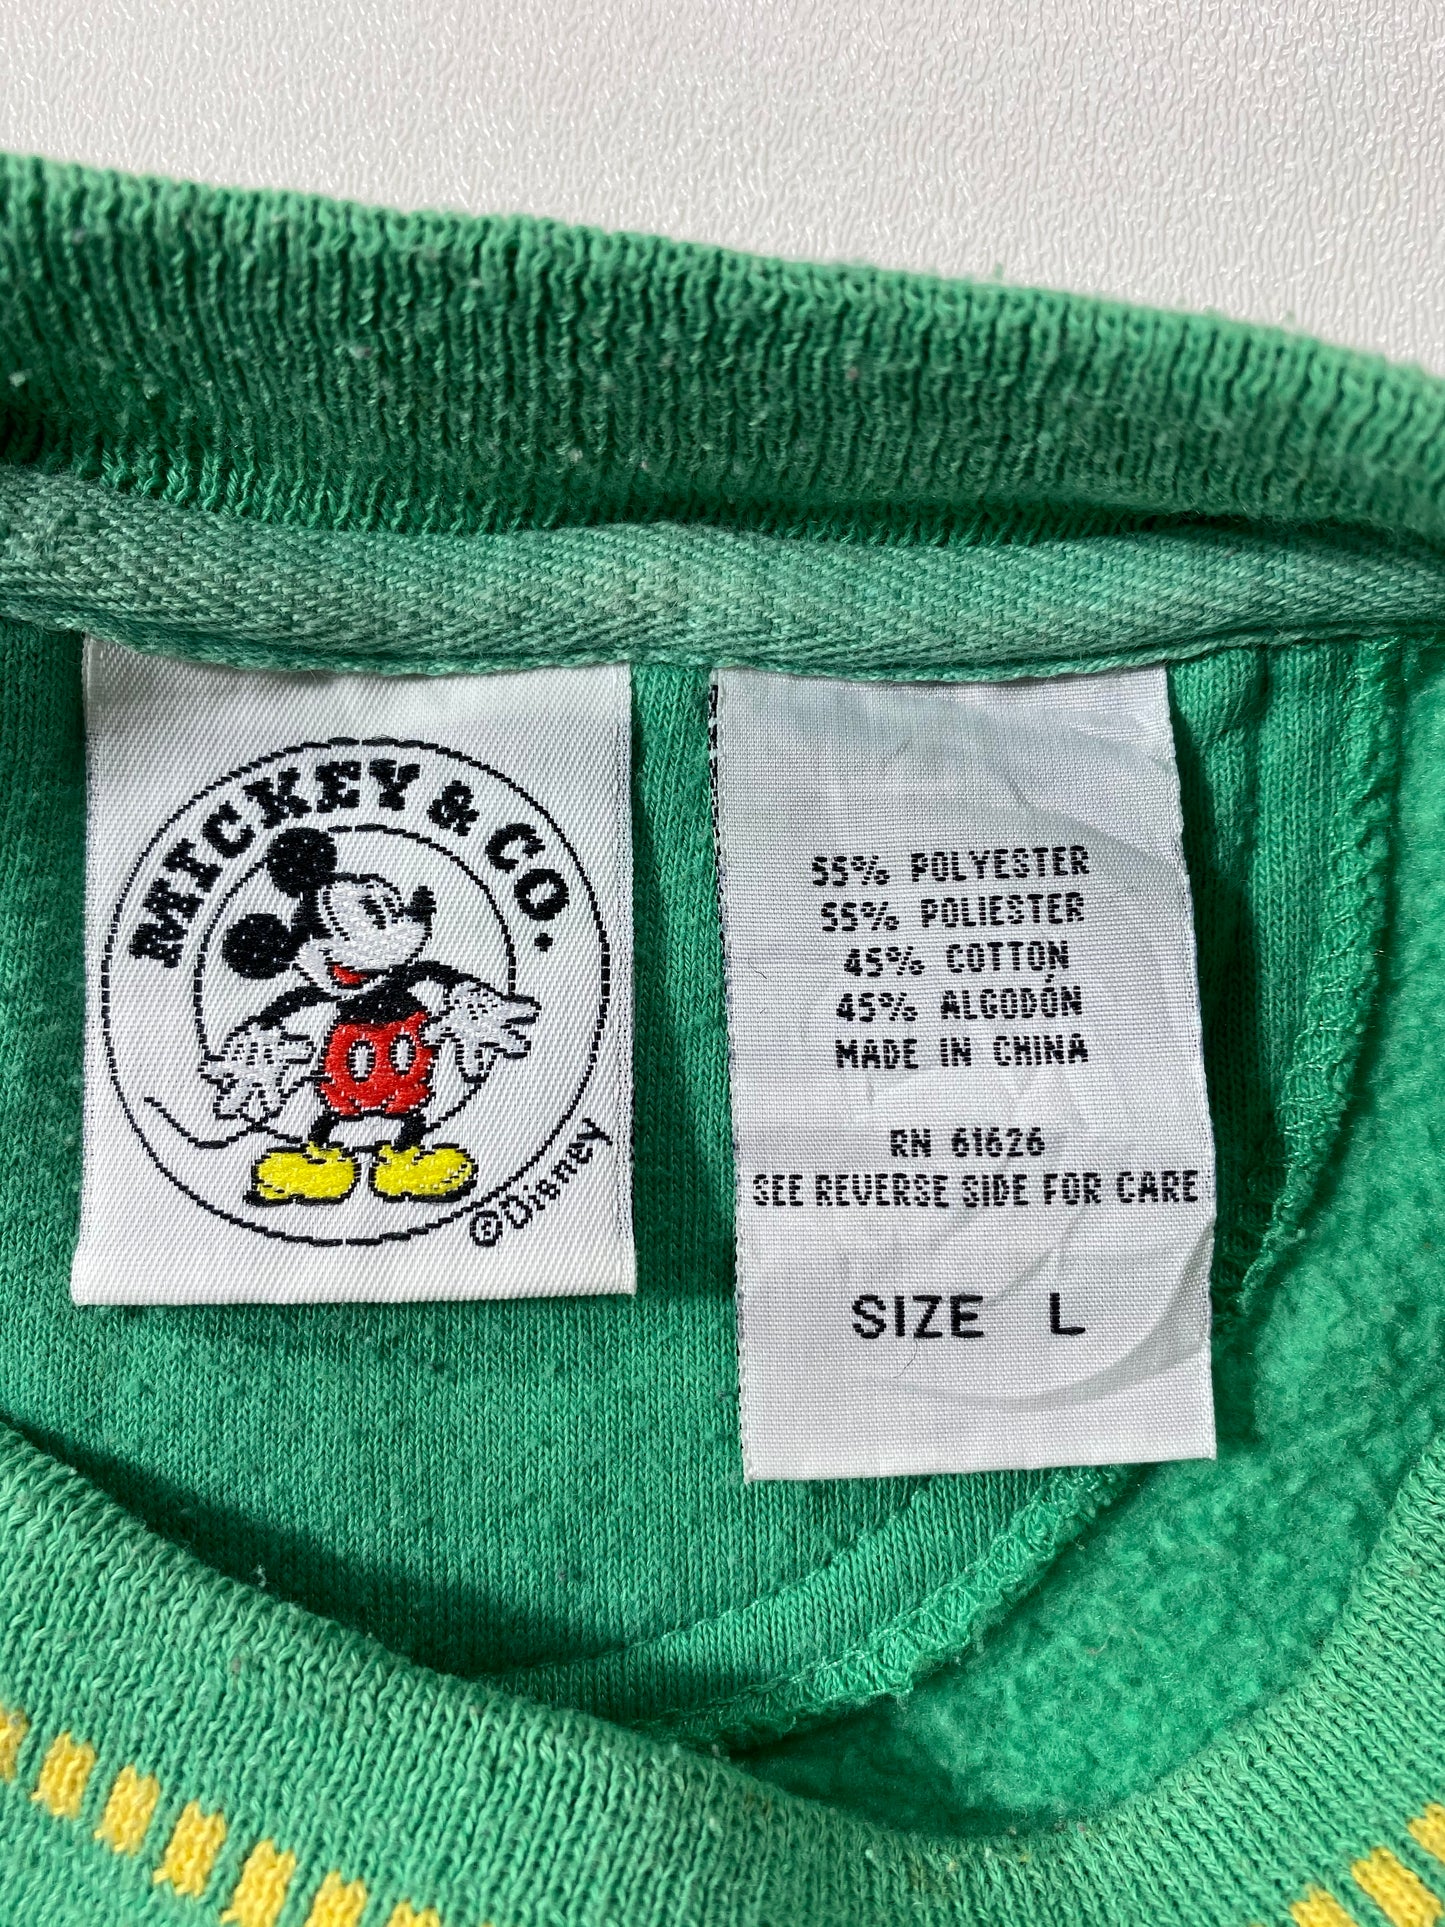 MICKEY & CO.
©Disney
55% POLYESTER
55% POLIESTER
45% COTTON
45% ALGODÓN
MADE IN CHINA
RN 61626
SEE REVERSE SIDE FOR CARE
SIZE L